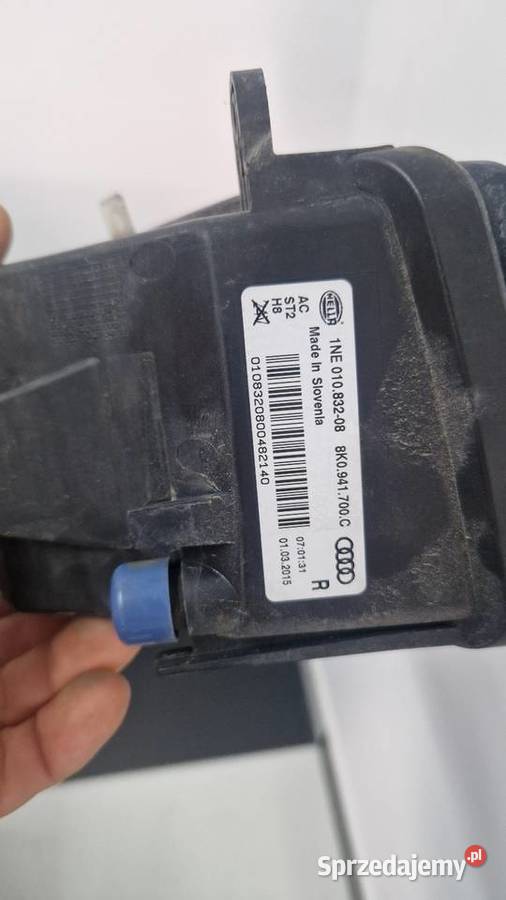 HELLA
1NE 010.832-08 8K0.941.700.C
Made In Slovenia
AC
ST2
H8
0108320800482140
07:01:31
01.03.2015
R
Sprzedajemy.pl